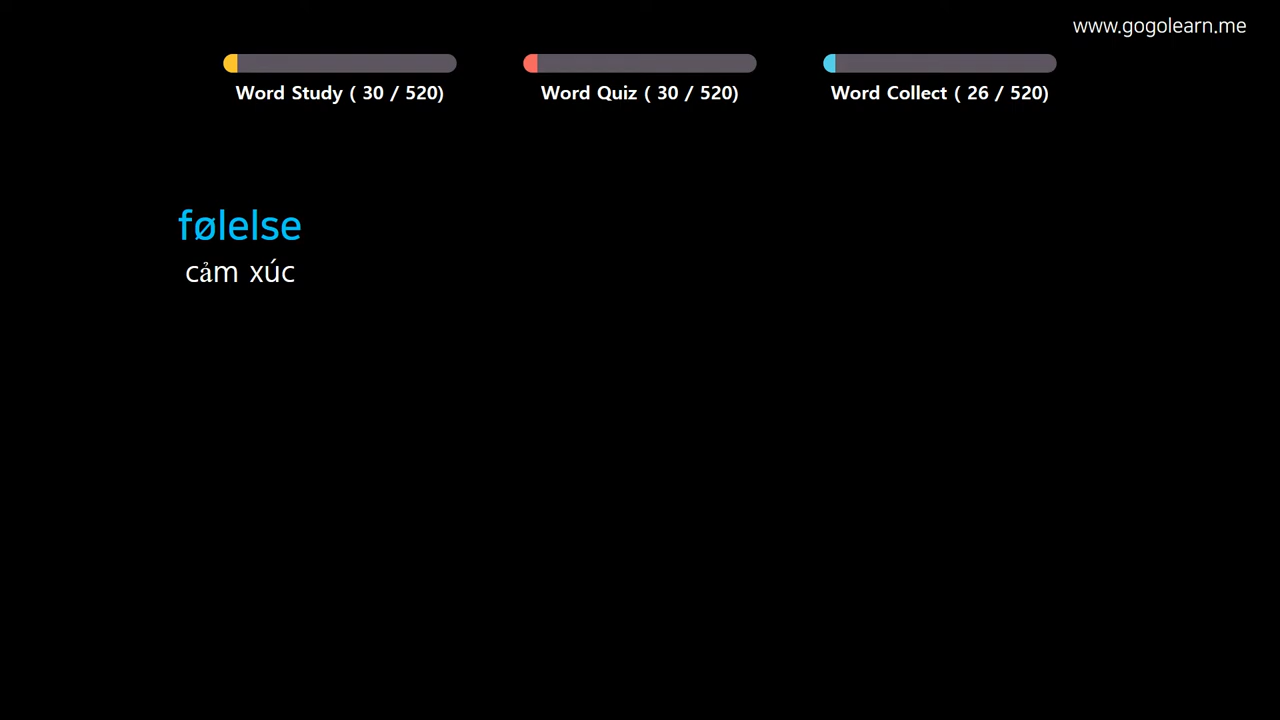 www.gogolearn.me
Word Study ( 30 / 520)
Word Quiz ( 30 / 520)
Word Collect ( 26 / 520)
følelse
cảm xúc